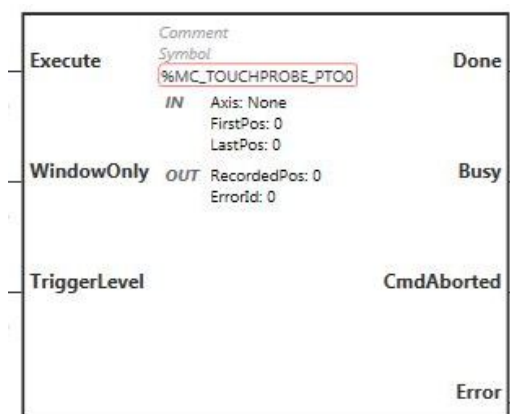 Comment
Symbol
Execute
Done
%MC_TOUCHPROBE_PTO0
IN Axis: None
FirstPos: 0
LastPos: 0
WindowOnly
OUT RecordedPos: 0
Busy
ErrorId: 0
TriggerLevel
CmdAborted
Error